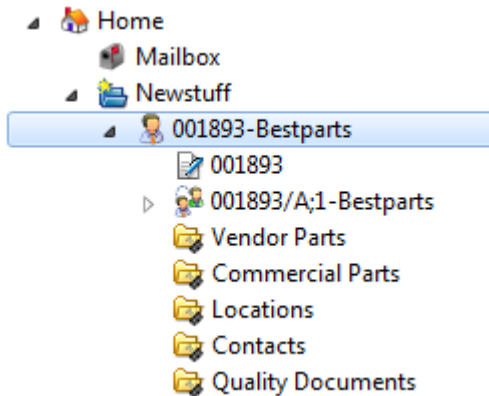 Home
Mailbox
Newstuff
001893-Bestparts
001893
001893/A;1-Bestparts
Vendor Parts
Commercial Parts
Locations
Contacts
Quality Documents